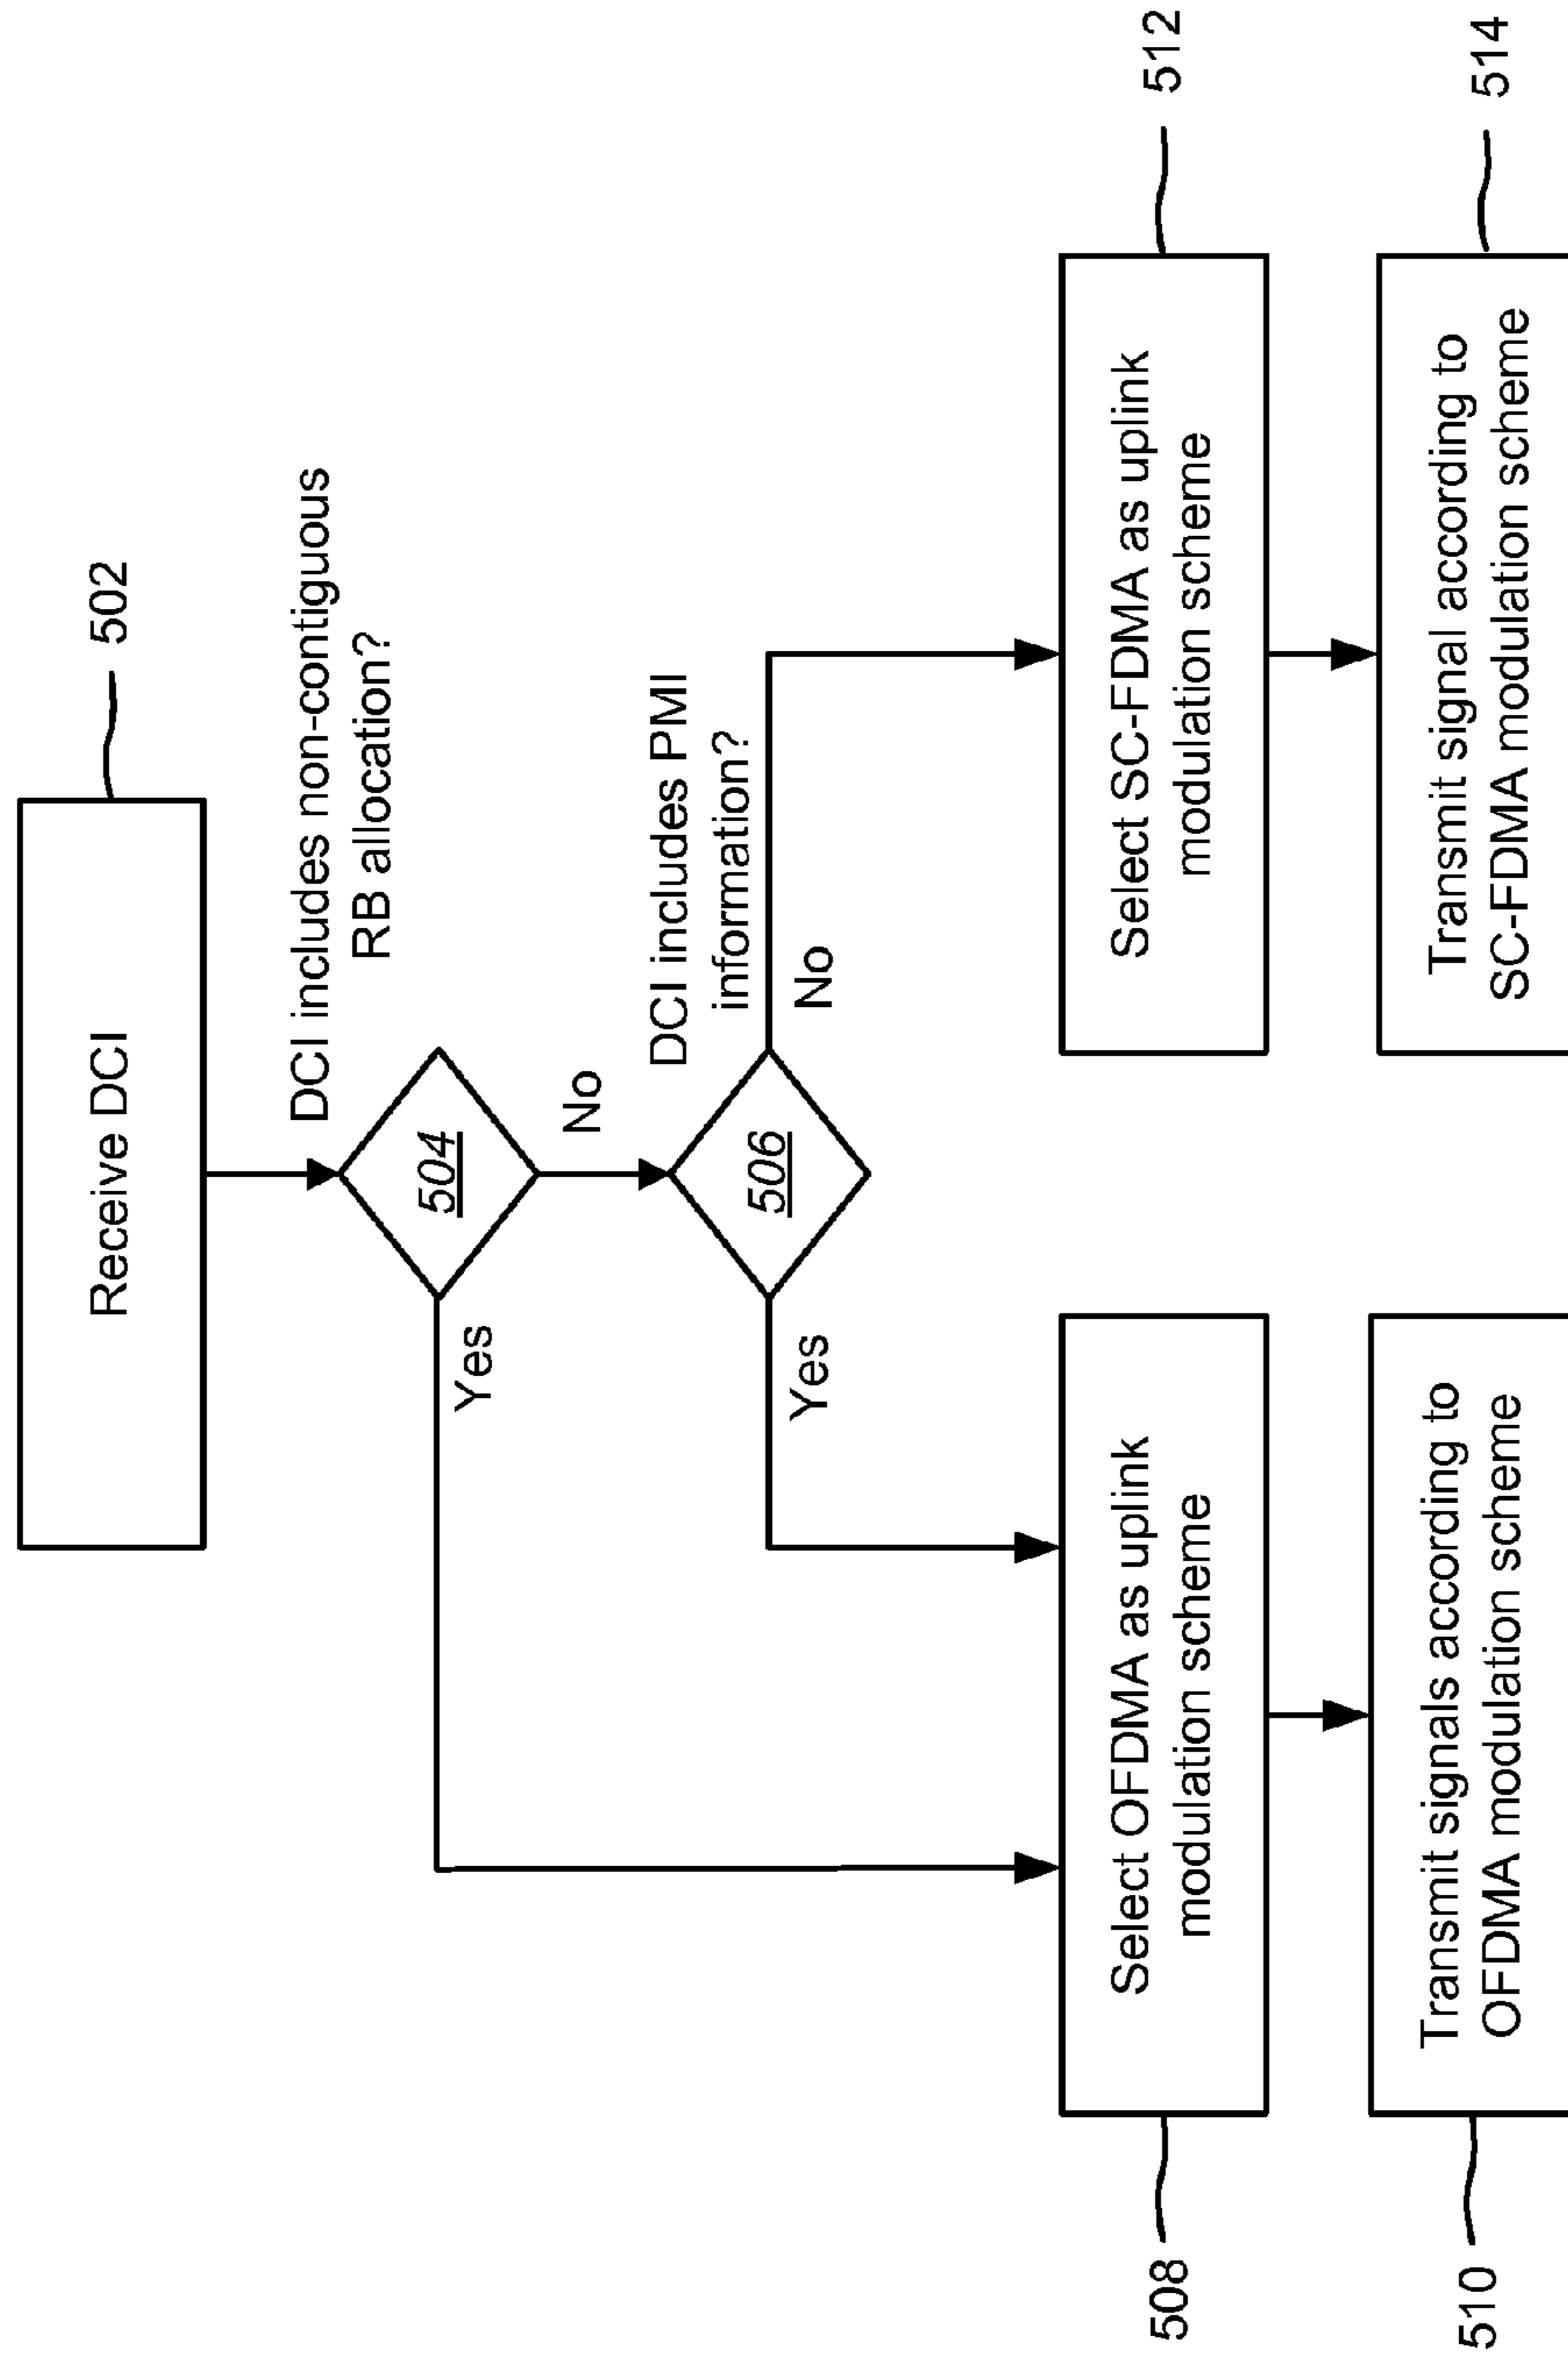 Receive DCI
502
DCI includes non-contiguous
RB allocation?
504
Yes
No
DCI includes PMI
information?
506
Yes
No
Select OFDMA as uplink
modulation scheme
508
Select SC-FDMA as uplink
modulation scheme
512
Transmit signals according to
OFDMA modulation scheme
510
Transmit signal according to
SC-FDMA modulation scheme
514